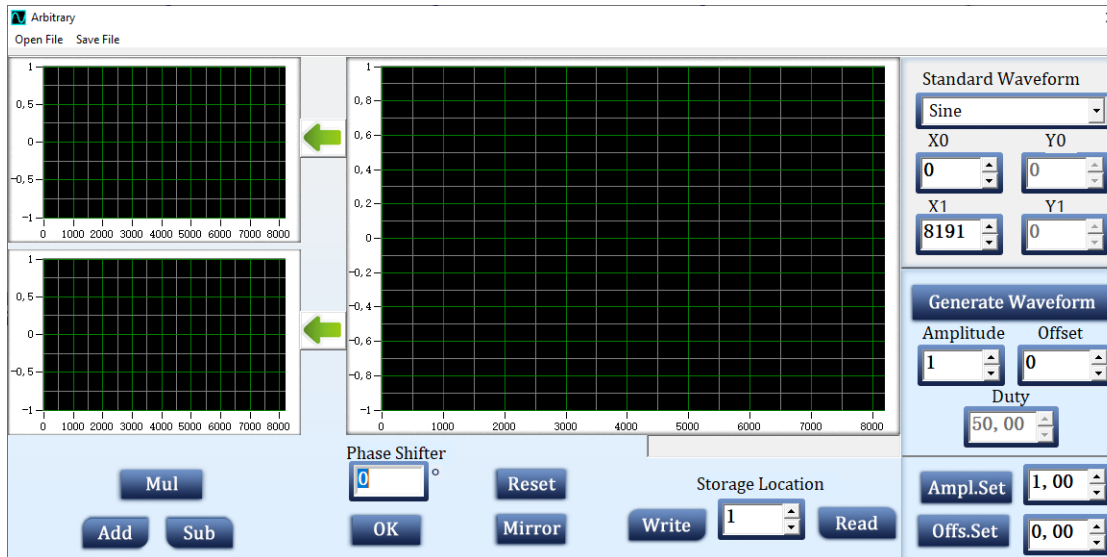 Arbitrary
Open File Save File
1
0,5
0
-0,5
-1
0 1000 2000 3000 4000 5000 6000 7000 8000
1
0,5
0
-0,5
-1
0 1000 2000 3000 4000 5000 6000 7000 8000
1
0,8
0,6
0,4
0,2
0
-0,2
-0,4
-0,6
-0,8
-1
0 1000 2000 3000 4000 5000 6000 7000 8000
Standard Waveform
Sine
X0 Y0
0 0
X1 Y1
8191 0
Generate Waveform
Amplitude Offset
1 0
Duty
50,00
Ampl.Set 1,00
Offs.Set 0,00
Mul
Add Sub
Phase Shifter
0 °
OK
Reset
Mirror
Storage Location
Write 1 Read